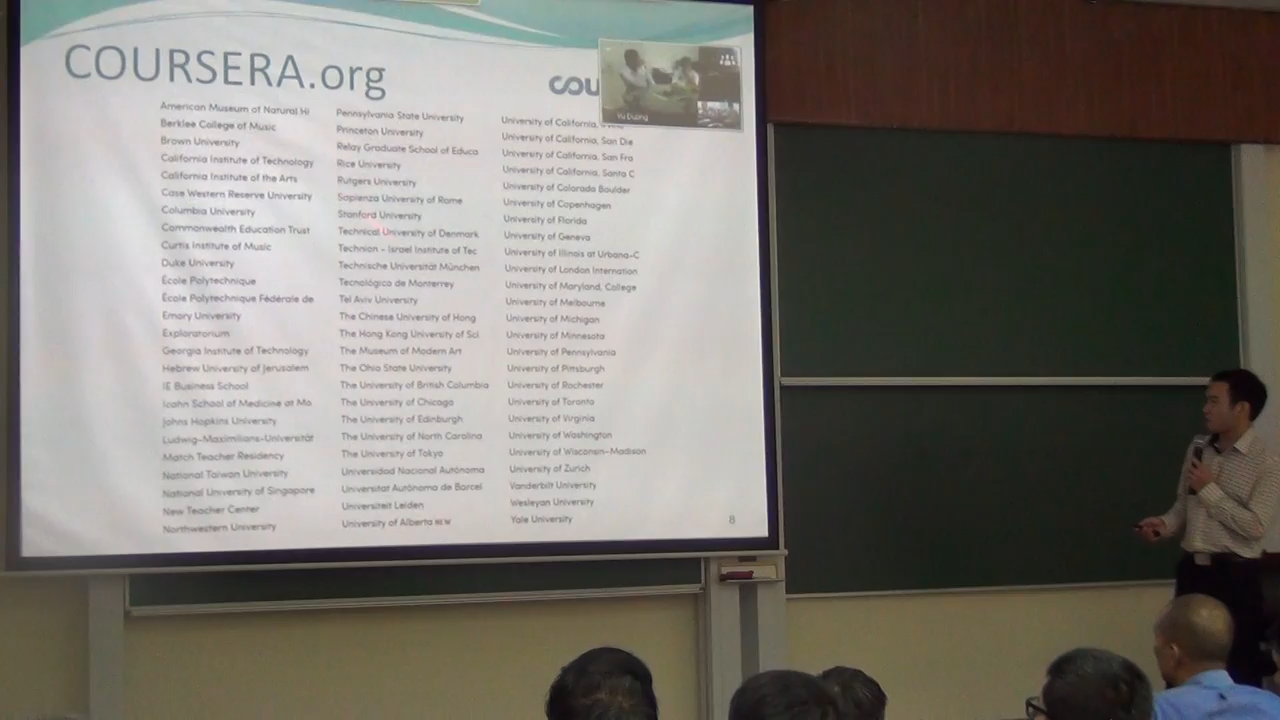 COURSERA.org
cou
Vu Duong
American Museum of Natural Hi
Berklee College of Music
Brown University
California Institute of Technology
California Institute of the Arts
Case Western Reserve University
Columbia University
Commonwealth Education Trust
Curtis Institute of Music
Duke University
École Polytechnique
École Polytechnique Fédérale de
Emory University
Exploratorium
Georgia Institute of Technology
Hebrew University of Jerusalem
IE Business School
Icahn School of Medicine at Mo
Johns Hopkins University
Ludwig-Maximilians-Universität
Match Teacher Residency
National Taiwan University
National University of Singapore
New Teacher Center
Northwestern University
Pennsylvania State University
Princeton University
Relay Graduate School of Educa
Rice University
Rutgers University
Sapienza University of Rome
Stanford University
Technical University of Denmark
Technion - Israel Institute of Tec
Technische Universität München
Tecnológico de Monterrey
Tel Aviv University
The Chinese University of Hong
The Hong Kong University of Sci
The Museum of Modern Art
The Ohio State University
The University of British Columbia
The University of Chicago
The University of Edinburgh
The University of North Carolina
The University of Tokyo
Universidad Nacional Autónoma
Universitat Autònoma de Barcel
Universiteit Leiden
University of Alberta NEW
University of California,
University of California, San Die
University of California, San Fra
University of California, Santa C
University of Colorado Boulder
University of Copenhagen
University of Florida
University of Geneva
University of Illinois at Urbana-C
University of London Internation
University of Maryland, College
University of Melbourne
University of Michigan
University of Minnesota
University of Pennsylvania
University of Pittsburgh
University of Rochester
University of Toronto
University of Virginia
University of Washington
University of Wisconsin-Madison
University of Zurich
Vanderbilt University
Wesleyan University
Yale University
8